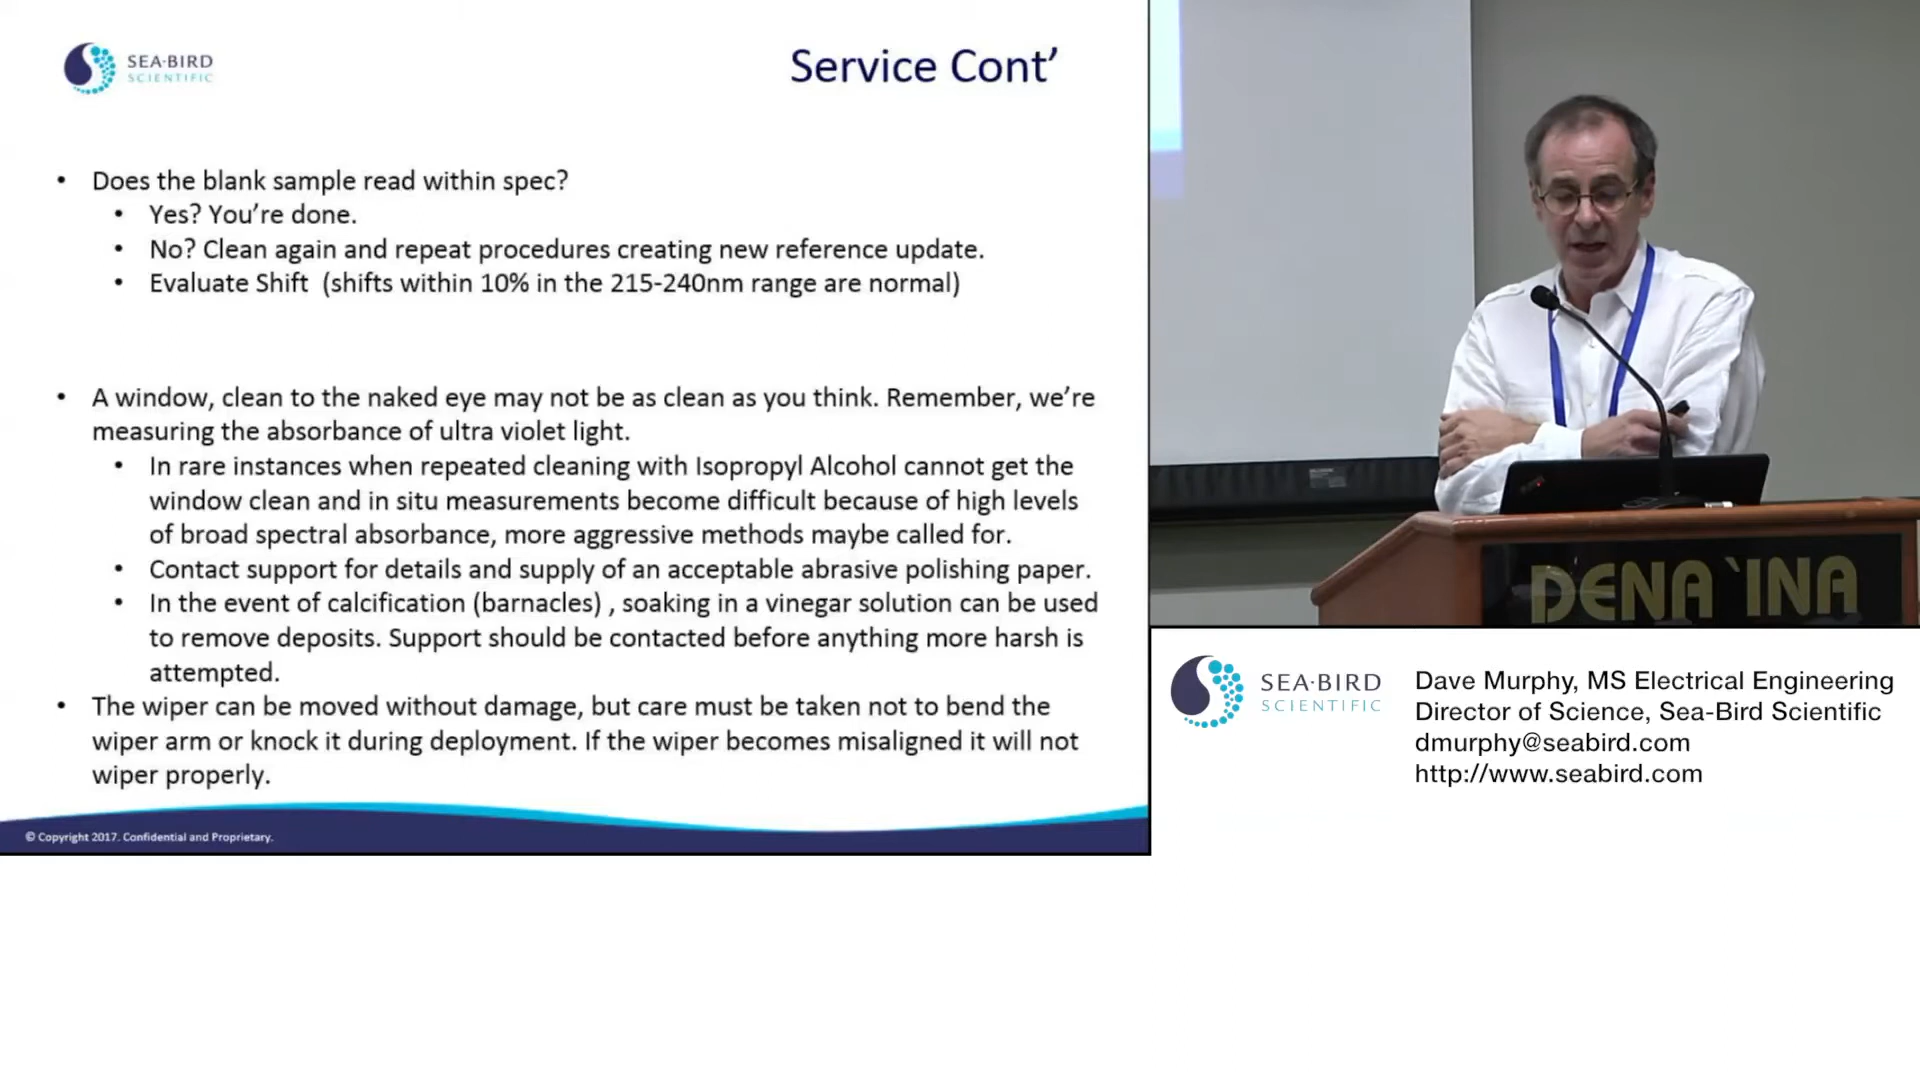 SEA·BIRD
SCIENTIFIC
Service Cont’
• Does the blank sample read within spec?
• Yes? You’re done.
• No? Clean again and repeat procedures creating new reference update.
• Evaluate Shift (shifts within 10% in the 215-240nm range are normal)
• A window, clean to the naked eye may not be as clean as you think. Remember, we’re
measuring the absorbance of ultra violet light.
• In rare instances when repeated cleaning with Isopropyl Alcohol cannot get the
window clean and in situ measurements become difficult because of high levels
of broad spectral absorbance, more aggressive methods maybe called for.
• Contact support for details and supply of an acceptable abrasive polishing paper.
• In the event of calcification (barnacles) , soaking in a vinegar solution can be used
to remove deposits. Support should be contacted before anything more harsh is
attempted.
• The wiper can be moved without damage, but care must be taken not to bend the
wiper arm or knock it during deployment. If the wiper becomes misaligned it will not
wiper properly.
© Copyright 2017. Confidential and Proprietary.
DENA`INA
SEA·BIRD
SCIENTIFIC
Dave Murphy, MS Electrical Engineering
Director of Science, Sea-Bird Scientific
dmurphy@seabird.com
http://www.seabird.com